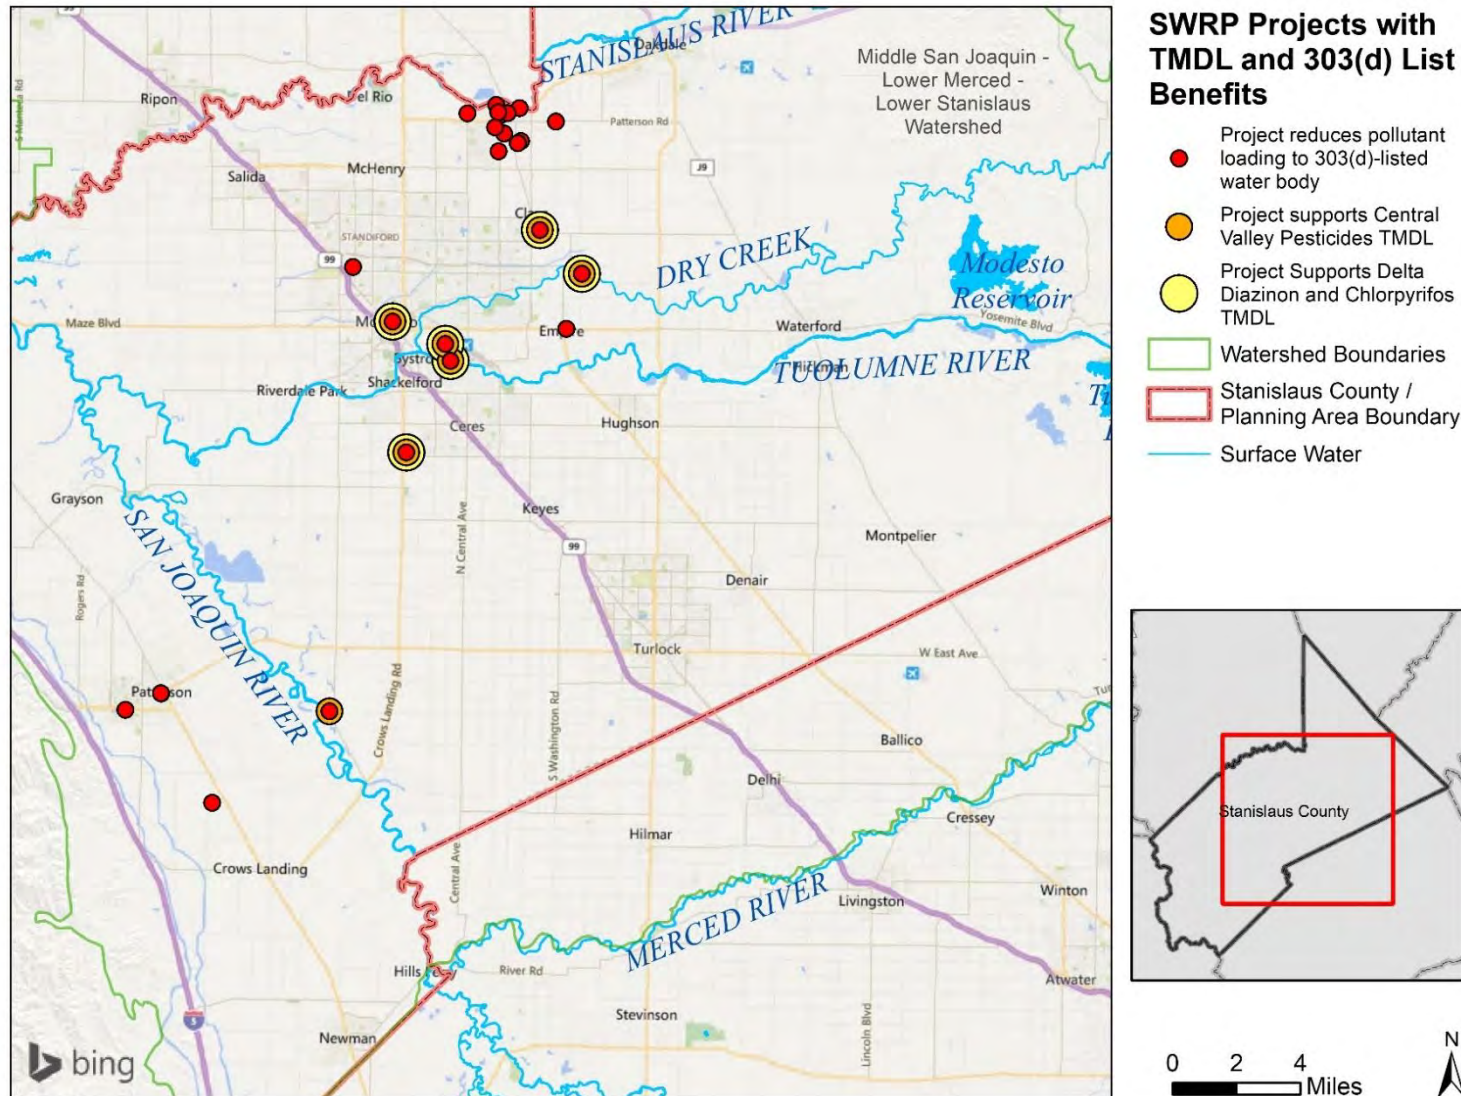 STANISLAUS RIVER
Oakdale
Middle San Joaquin -
Lower Merced -
Lower Stanislaus
Watershed
Ripon
Del Rio
Patterson Rd
McHenry
J9
Salida
STANDIFORD
99
DRY CREEK
Modesto
Reservoir
Maze Blvd
Empire
Waterford
Yosemite Blvd
Hickman
TUOLUMNE RIVER
Riverdale Park
Shackelford
Ceres
Hughson
Grayson
Keyes
99
Montpelier
N Central Ave
Rogers Rd
SAN JOAQUIN RIVER
Denair
Turlock
W East Ave
Patterson
Crows Landing Rd
S Washington Rd
Ballico
Delhi
Cressey
Hilmar
Crows Landing
Central Ave
MERCED RIVER
Livingston
Winton
River Rd
Atwater
Stevinson
Newman
Lincoln Blvd
5
bing
SWRP Projects with
TMDL and 303(d) List
Benefits
Project reduces pollutant
loading to 303(d)-listed
water body
Project supports Central
Valley Pesticides TMDL
Project Supports Delta
Diazinon and Chlorpyrifos
TMDL
Watershed Boundaries
Stanislaus County /
Planning Area Boundary
Surface Water
Stanislaus County
0 2 4
Miles
N